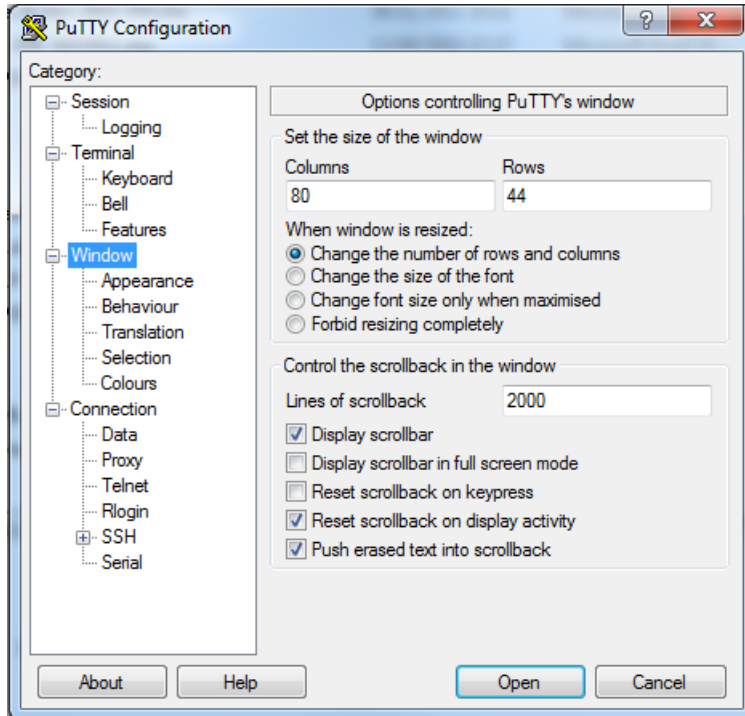 PuTTY Configuration
Category:
Session
Logging
Terminal
Keyboard
Bell
Features
Window
Appearance
Behaviour
Translation
Selection
Colours
Connection
Data
Proxy
Telnet
Rlogin
SSH
Serial
Options controlling PuTTY's window
Set the size of the window
Columns Rows
80 44
When window is resized:
Change the number of rows and columns
Change the size of the font
Change font size only when maximised
Forbid resizing completely
Control the scrollback in the window
Lines of scrollback 2000
Display scrollbar
Display scrollbar in full screen mode
Reset scrollback on keypress
Reset scrollback on display activity
Push erased text into scrollback
About Help Open Cancel